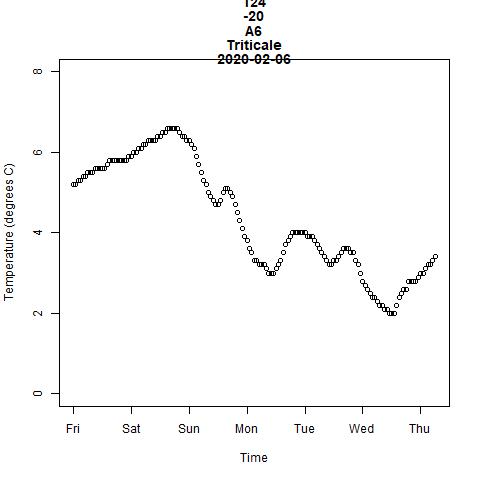 124
-20
A6
Triticale
2020-02-06
Temperature (degrees C)
8
6
4
2
0
Fri
Sat
Sun
Mon
Tue
Wed
Thu
Time